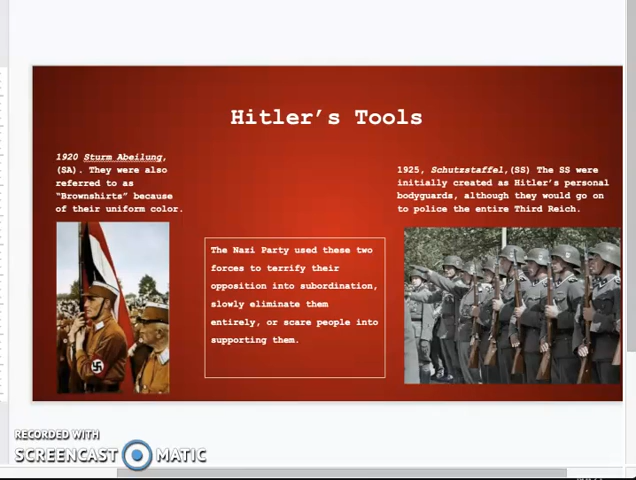 Hitler's Tools
1920 Sturm Abeilung,
(SA). They were also
referred to as
"Brownshirts" because
of their uniform color.
1925, Schutzstaffel,(SS) The SS were
initially created as Hitler's personal
bodyguards, although they would go on
to police the entire Third Reich.
The Nazi Party used these two
forces to terrify their
opposition into subordination,
slowly eliminate them
entirely, or scare people into
supporting them.
RECORDED WITH
SCREENCAST MATIC